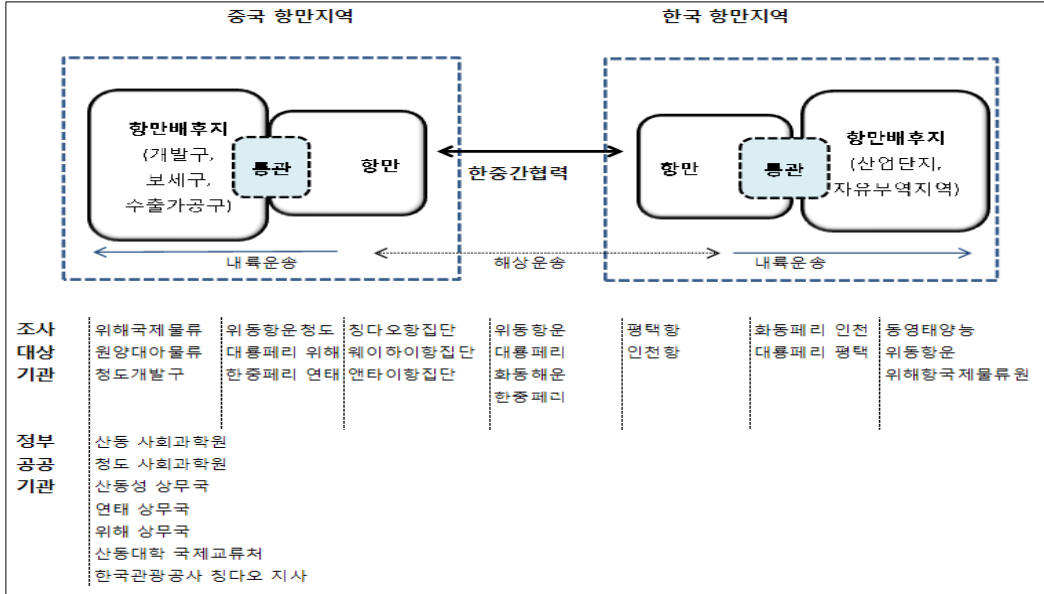 중국 항만지역
한국 항만지역
항만배후지
(개발구,
보세구,
수출가공구)
통관
항만
한중간협력
항만
통관
항만배후지
(산업단지,
자유부역지역)
내륙운송
해상운송
내륙운송
조사 위해국제물류 위동항운청도 칭다오항집단 위동항운 평택항 화동페리 인천 동영태양능
대상 원양대아물류 대룡페리 위해 웨이하이항집단 대룡페리 인천항 대룡페리 평택 위동항운
기관 청도개발구 한중페리 연태 앤타이항집단 화동해운 위해항국제물류원
한중페리
정부 산동 사회과학원
공공 청도 사회과학원
기관 산동성 상무국
연태 상무국
위해 상무국
산동대학 국제교류처
한국관광공사 칭다오 지사